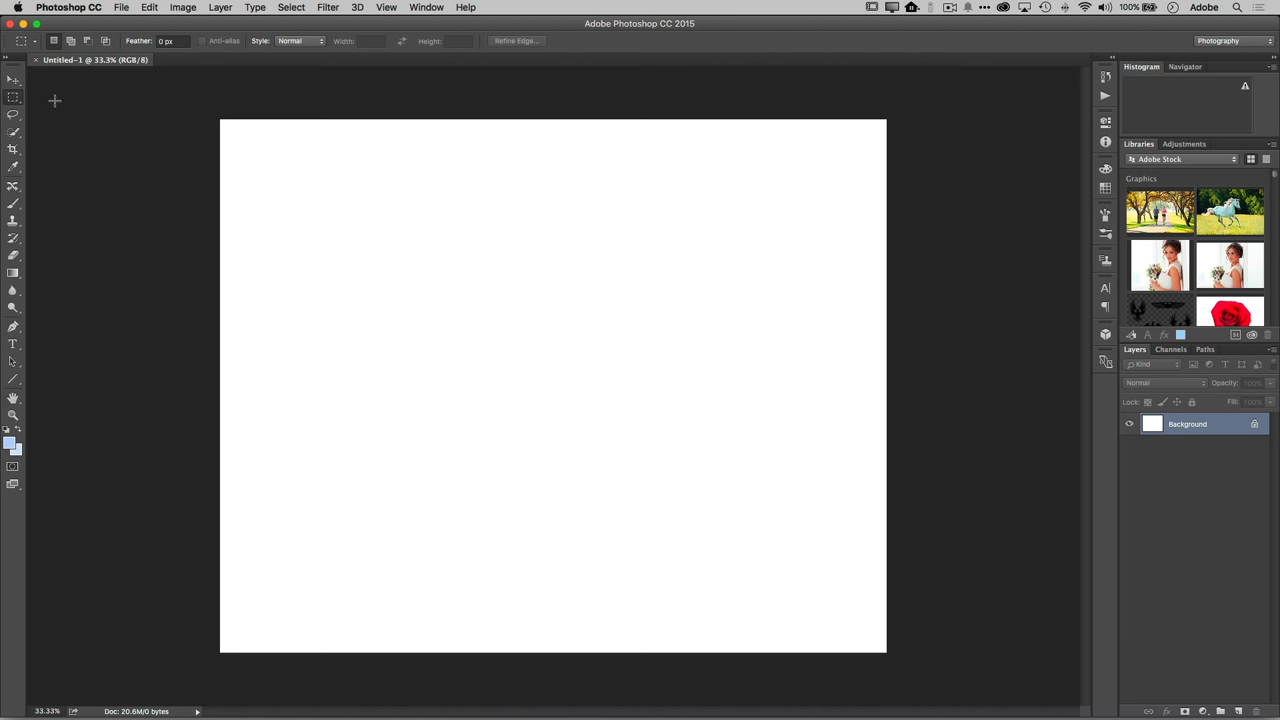 Photoshop CC File Edit Image Layer Type Select Filter 3D View Window Help 100% Adobe
Adobe Photoshop CC 2015
Feather: 0 px Anti-alias Style: Normal Width: Height: Refine Edge... Photography
Untitled-1 @ 33.3% (RGB/8)
Histogram Navigator
Libraries Adjustments
Adobe Stock
Graphics
Layers Channels Paths
Kind
Normal Opacity: 100%
Lock: Fill: 100%
Background
33.33% Doc: 20.6M/0 bytes